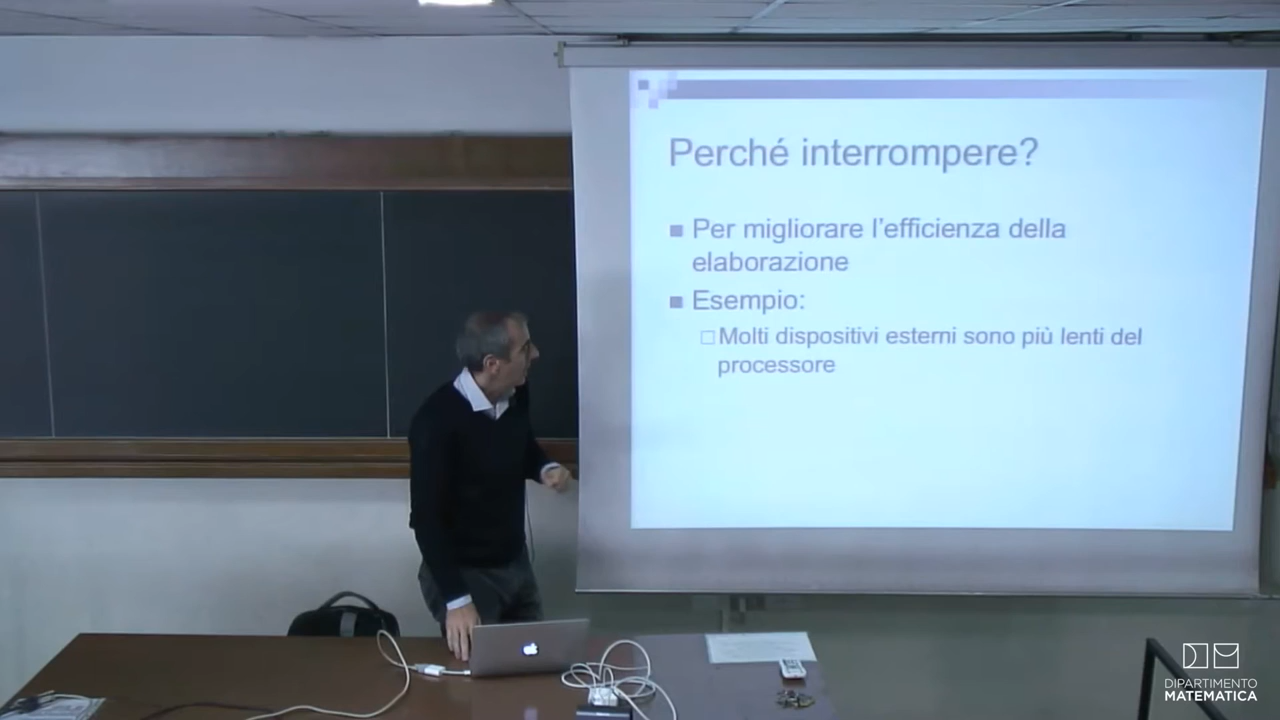 Perché interrompere?
Per migliorare l'efficienza della
elaborazione
Esempio:
Molti dispositivi esterni sono più lenti del
processore
DIPARTIMENTO
MATEMATICA